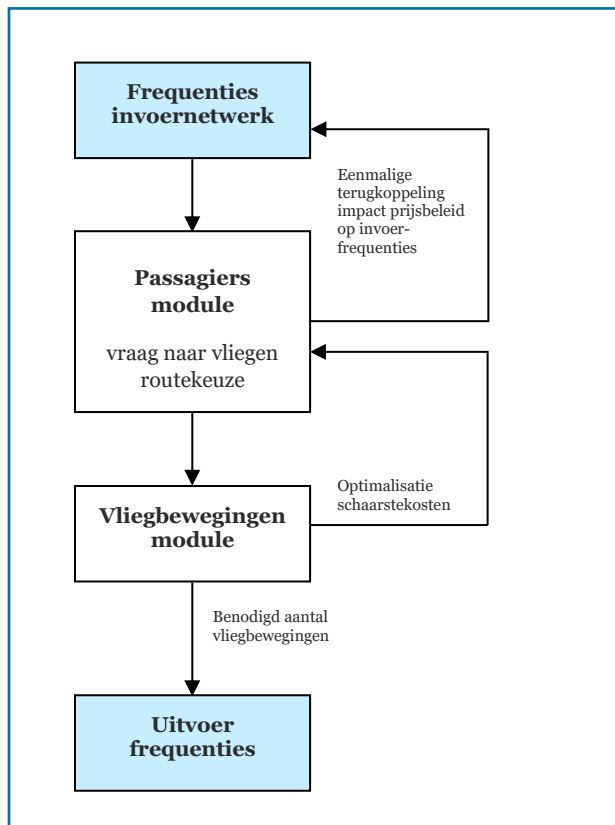 Frequenties
invoernetwerk
Eenmalige
terugkoppeling
impact prijsbeleid
op invoer-
frequenties
Passagiers
module
vraag naar vliegen
routekeuze
Optimalisatie
schaarstekosten
Vliegbewegingen
module
Benodigd aantal
vliegbewegingen
Uitvoer
frequenties